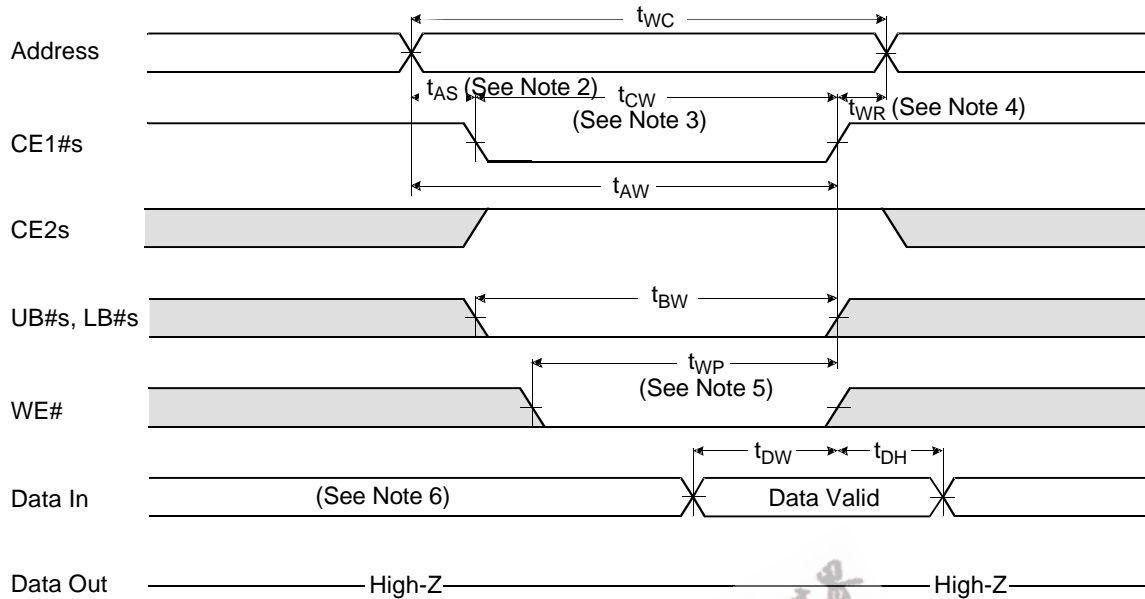 tWC
Address
tAS (See Note 2)
tCW
(See Note 3)
tWR (See Note 4)
CE1#s
tAW
CE2s
tBW
UB#s, LB#s
tWP
(See Note 5)
WE#
tDW
tDH
Data In
(See Note 6)
Data Valid
Data Out
High-Z
High-Z